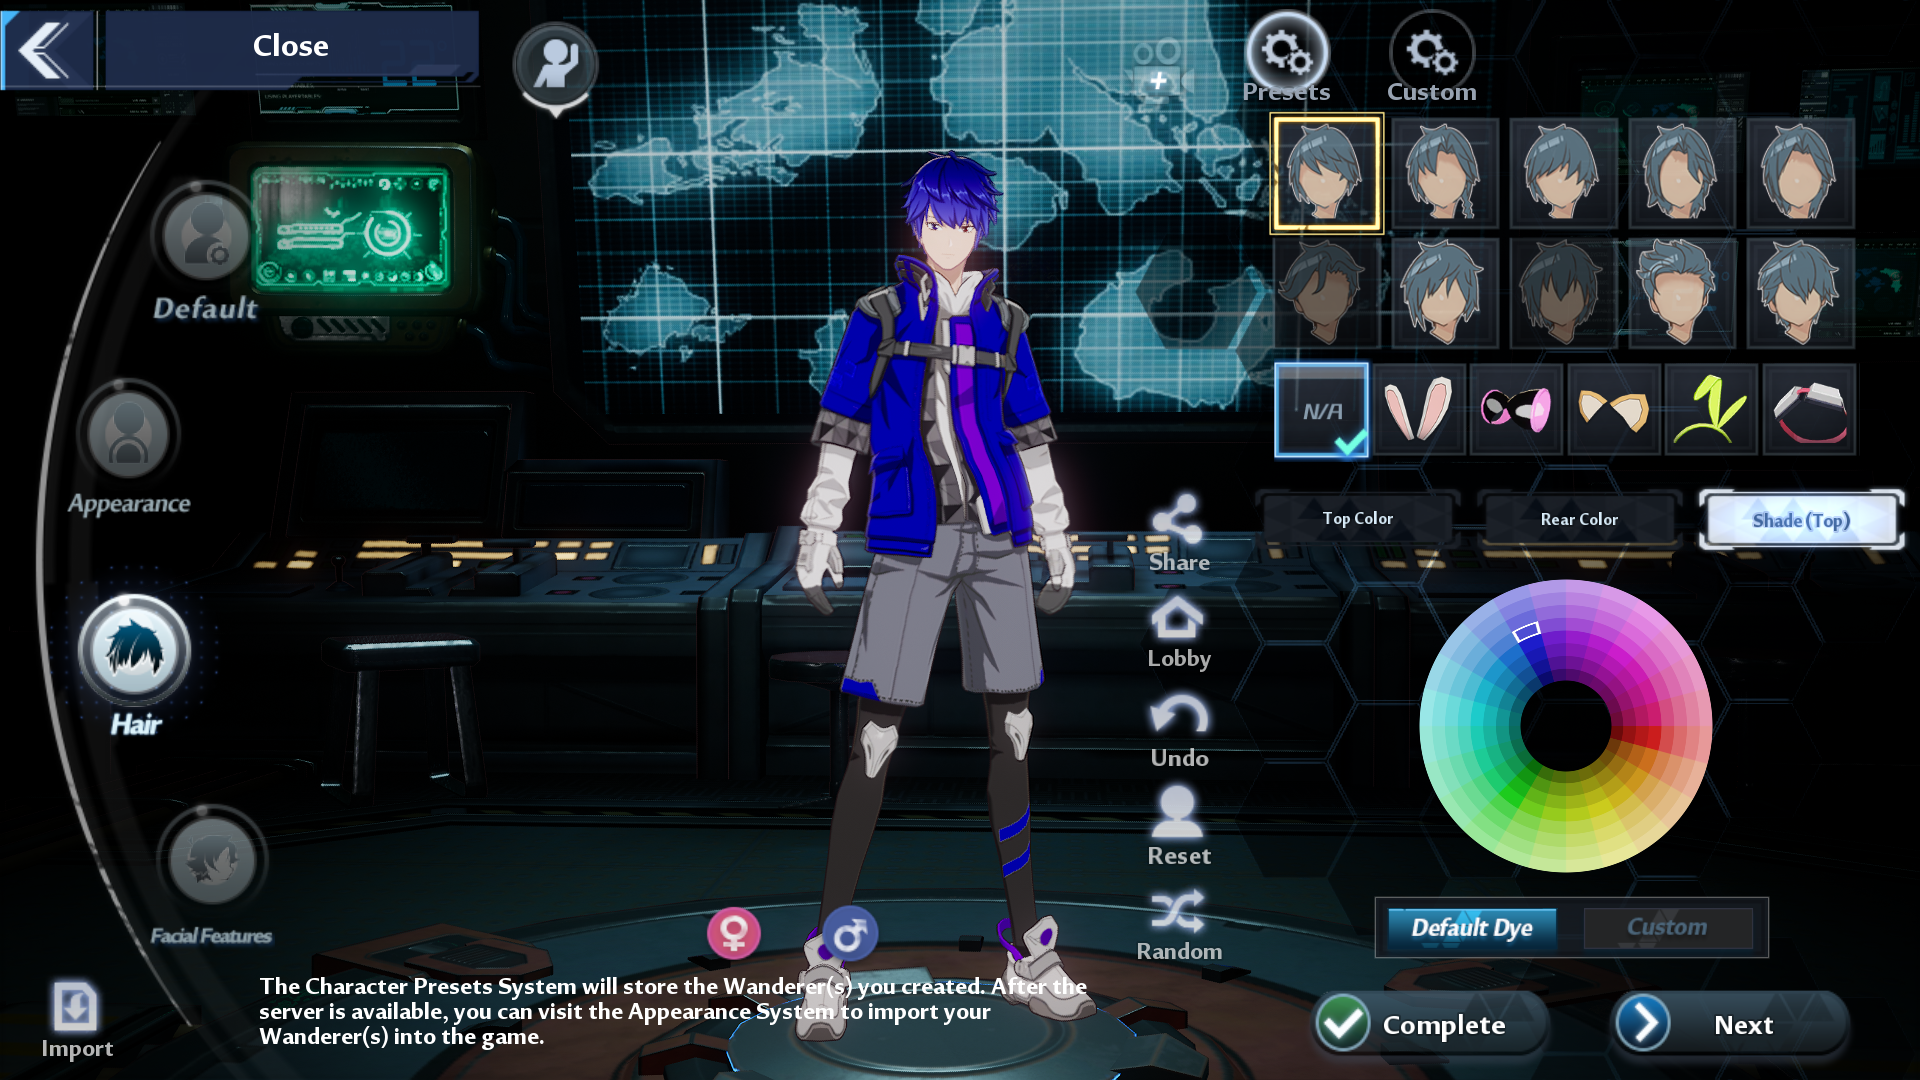 Close
Presets
Custom
Default
N/A
Appearance
Top Color
Rear Color
Shade (Top)
Share
Lobby
Hair
Undo
Reset
Facial Features
Default Dye
Custom
Random
The Character Presets System will store the Wanderer(s) you created. After the
server is available, you can visit the Appearance System to import your
Wanderer(s) into the game.
Import
Complete
Next